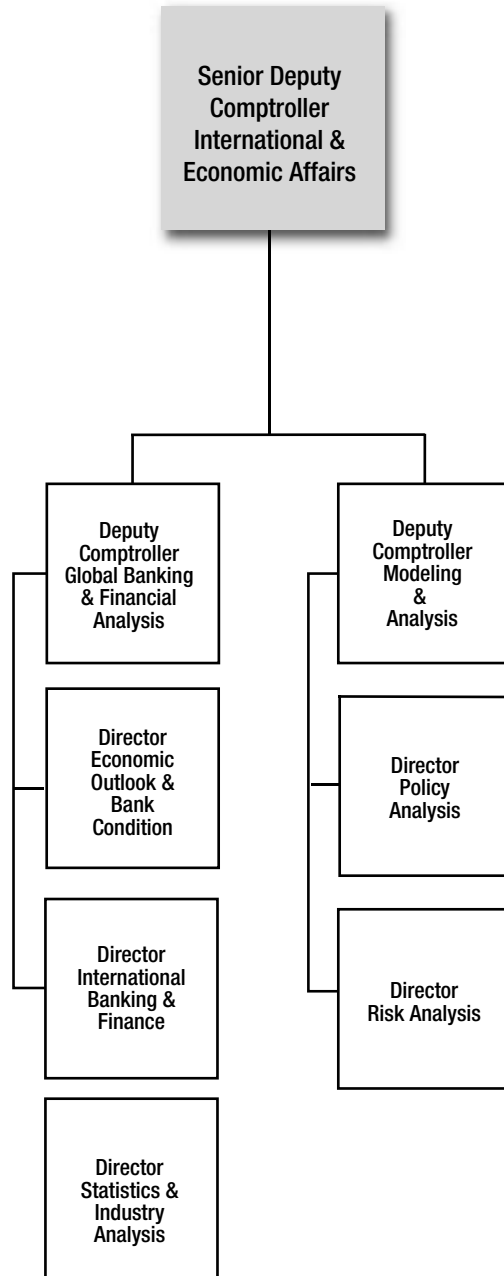 Senior Deputy
Comptroller
International &
Economic Affairs
Deputy
Comptroller
Global Banking
& Financial
Analysis
Director
Economic
Outlook &
Bank
Condition
Director
International
Banking &
Finance
Director
Statistics &
Industry
Analysis
Deputy
Comptroller
Modeling
&
Analysis
Director
Policy
Analysis
Director
Risk Analysis